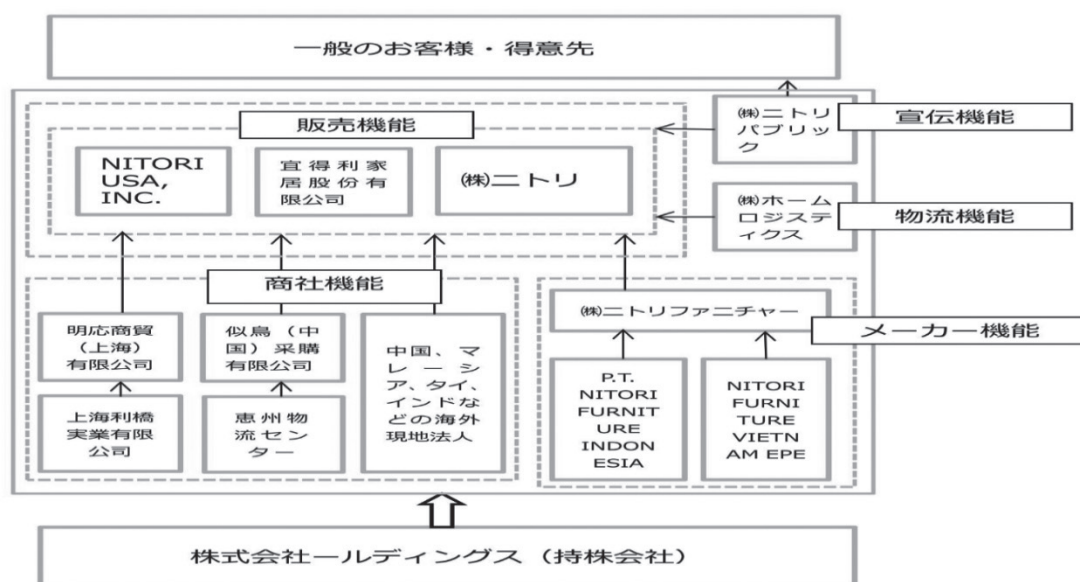 一般のお客様・得意先
販売機能
NITORI
USA,
INC.
宜得利家
居股份有
限公司
㈱ニトリ
㈱ニトリ
パブリッ
ク
宣伝機能
㈱ホーム
ロジステ
ィクス
物流機能
商社機能
明応商貿
(上海)
有限公司
似鳥(中
国)采購
有限公司
中国、マ
レーシ
ア、タイ、
インドな
どの海外
現地法人
上海利橋
実業有限
公司
恵州物
流セン
ター
㈱ニトリファニチャー
メーカー機能
P.T.
NITORI
FURNIT
URE
INDON
ESIA
NITORI
FURNI
TURE
VIETN
AM EPE
株式会社ールディングス(持株会社)